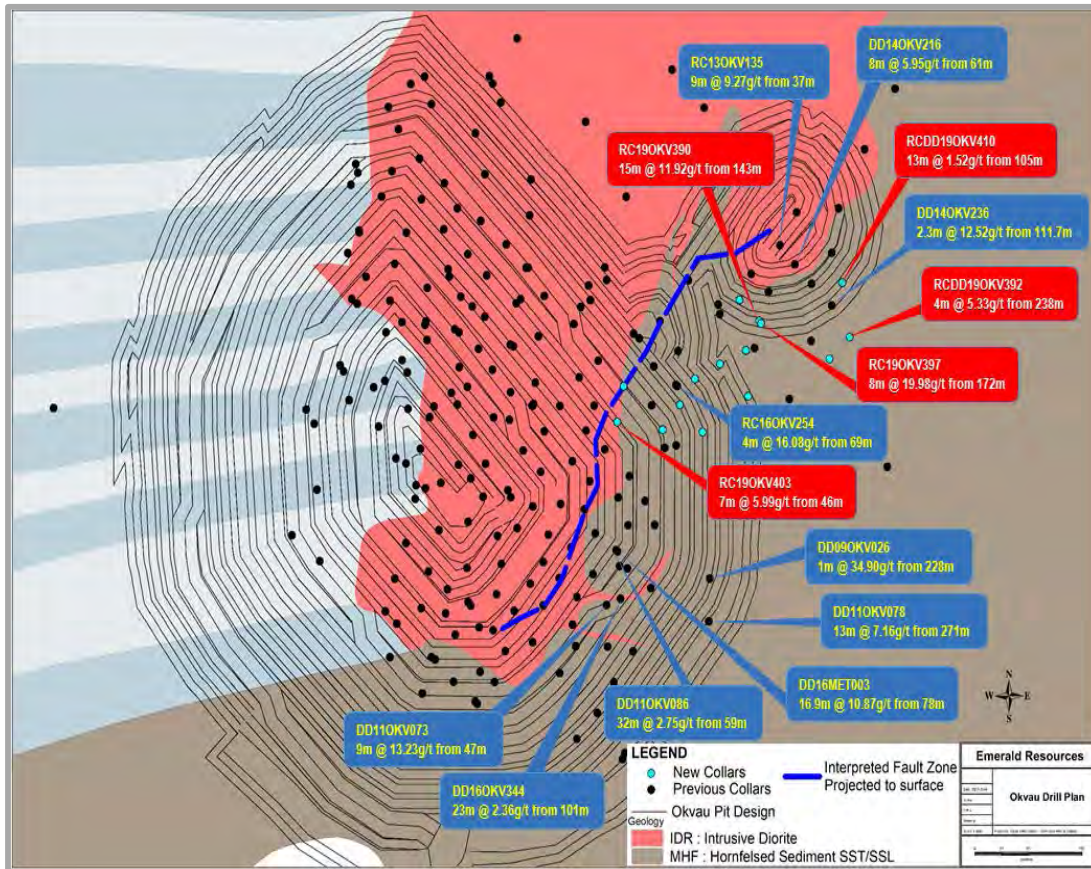 RC13OKV135
9m @ 9.27g/t from 37m
DD14OKV216
8m @ 5.95g/t from 61m
RC19OKV390
15m @ 11.92g/t from 143m
RCDD19OKV410
13m @ 1.52g/t from 105m
DD14OKV236
2.3m @ 12.52g/t from 111.7m
RCDD19OKV392
4m @ 5.33g/t from 238m
RC19OKV397
8m @ 19.98g/t from 172m
RC16OKV254
4m @ 16.08g/t from 69m
RC19OKV403
7m @ 5.99g/t from 46m
DD09OKV026
1m @ 34.90g/t from 228m
DD11OKV078
13m @ 7.16g/t from 271m
DD16MET003
16.9m @ 10.87g/t from 78m
DD11OKV086
32m @ 2.75g/t from 59m
DD11OKV073
9m @ 13.23g/t from 47m
DD16OKV344
23m @ 2.36g/t from 101m
N
W E
S
LEGEND
New Collars
Previous Collars
Okvau Pit Design
Interpreted Fault Zone
Projected to surface
Geology
IDR : Intrusive Diorite
MHF : Hornfelsed Sediment SST/SSL
Emerald Resources
Okvau Drill Plan